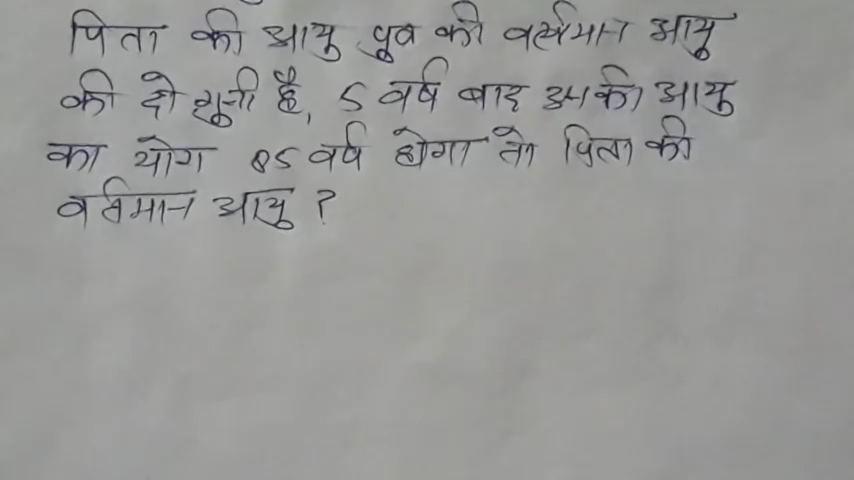 पिता की आयु पुत्र की वर्तमान आयु
की दो गुनी है, 5 वर्ष बाद उनकी आयु
का योग 85 वर्ष होगा तो पिता की
वर्तमान आयु ?